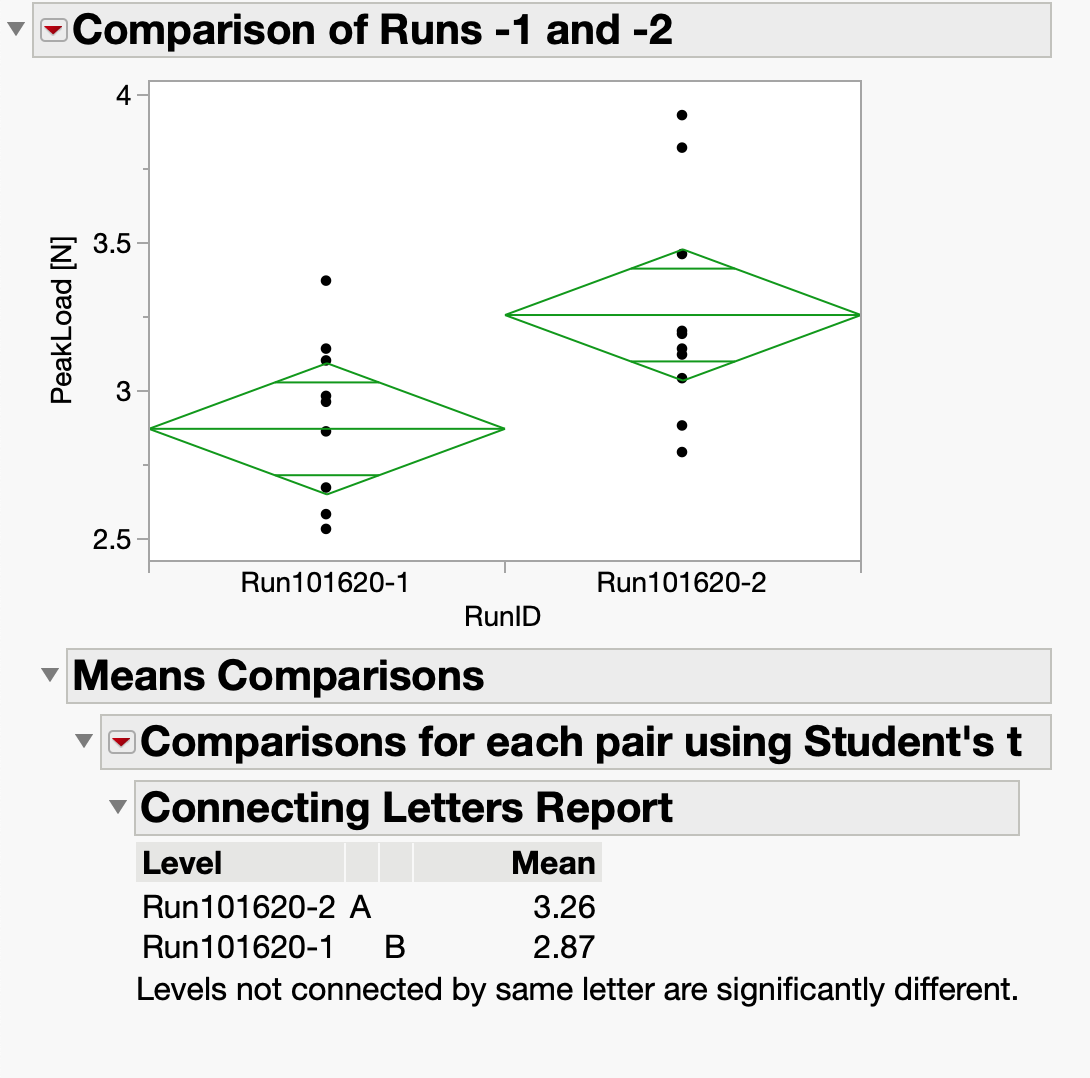 Comparison of Runs -1 and -2
4
3.5
3
2.5
PeakLoad [N]
Run101620-1 Run101620-2
RunID
Means Comparisons
Comparisons for each pair using Student's t
Connecting Letters Report
Level Mean
Run101620-2 A 3.26
Run101620-1 B 2.87
Levels not connected by same letter are significantly different.